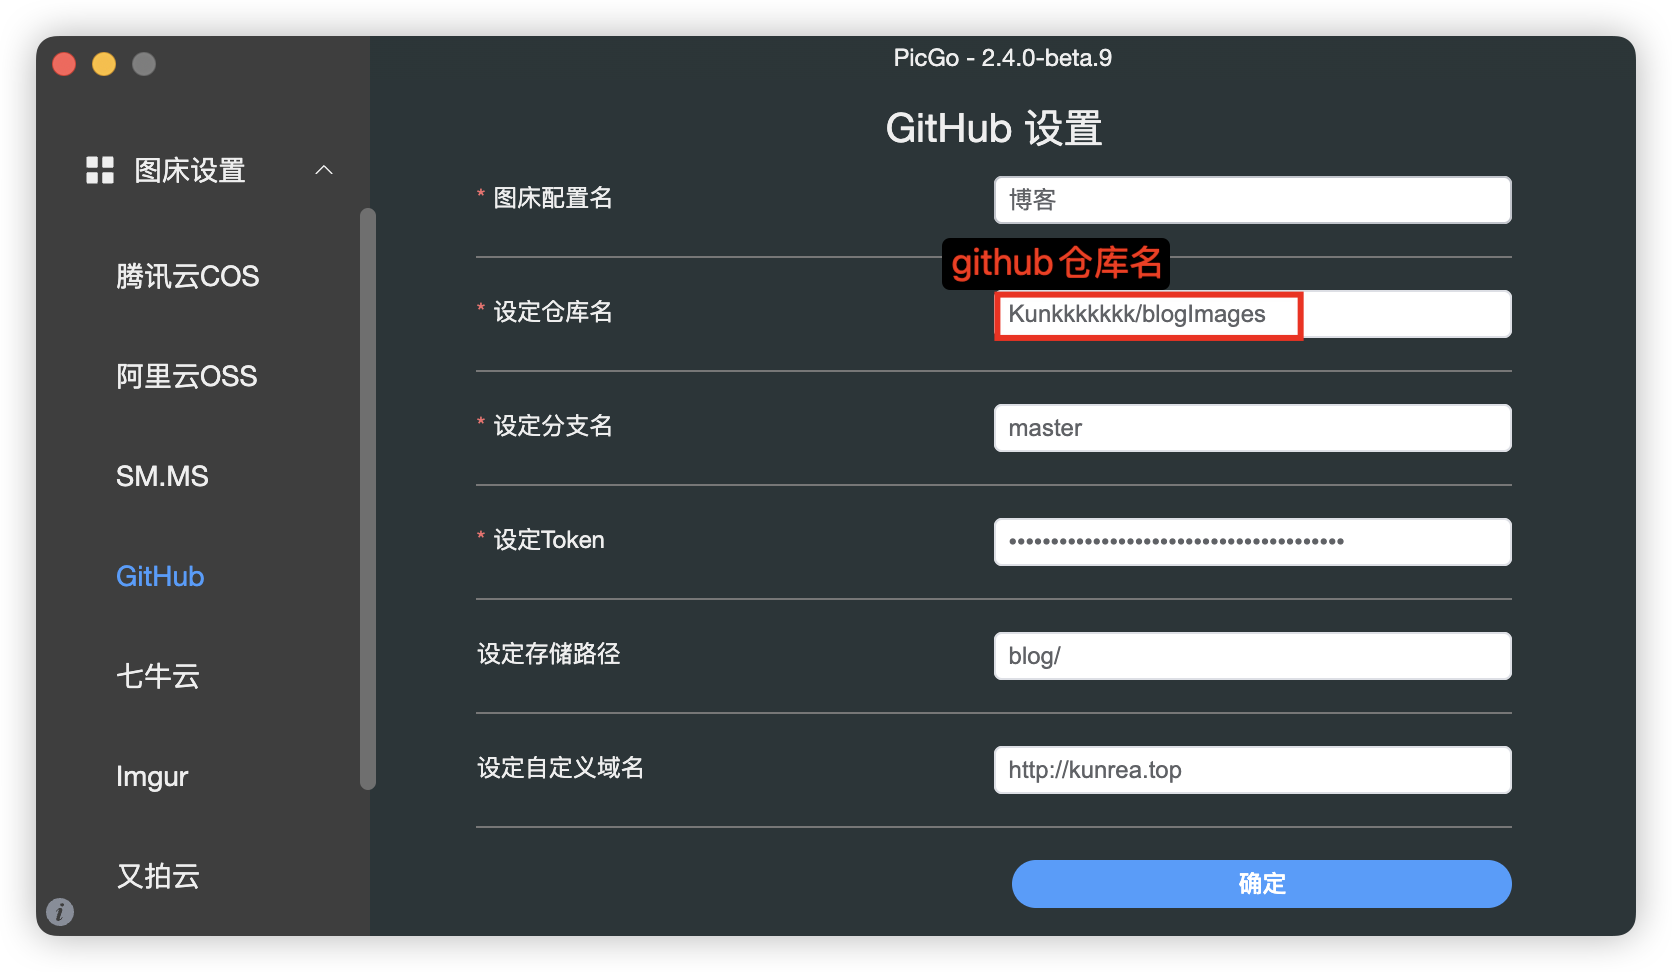 PicGo - 2.4.0-beta.9
图床设置
腾讯云COS
阿里云OSS
SM.MS
GitHub
七牛云
Imgur
又拍云
GitHub 设置
* 图床配置名
博客
github仓库名
* 设定仓库名
Kunkkkkkkk/blogImages
* 设定分支名
master
* 设定Token
••••••••••••••••••••••••••••••••••••••••
设定存储路径
blog/
设定自定义域名
http://kunrea.top
确定